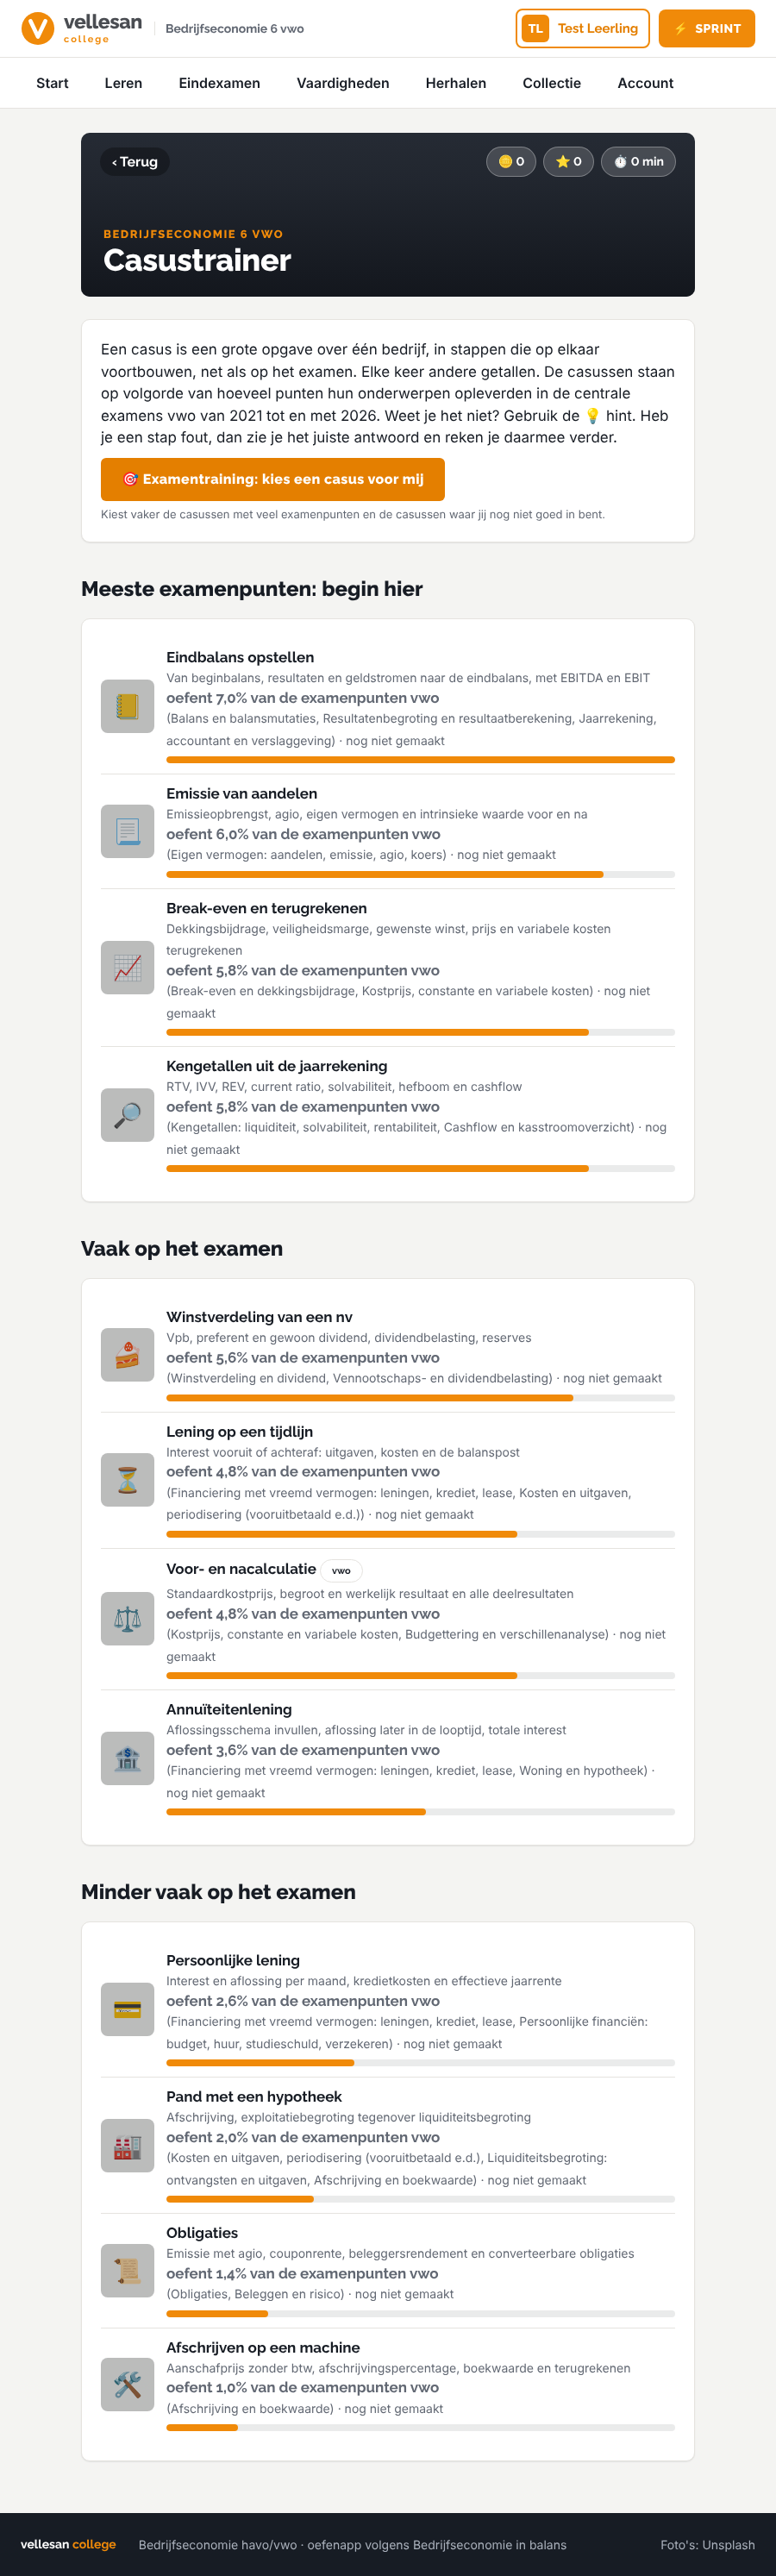 vellesan
college
Bedrijfseconomie 6 vwo
TL Test Leerling
⚡ SPRINT
Start Leren Eindexamen Vaardigheden Herhalen Collectie Account
‹ Terug
🪙 0 ⭐ 0 ⏱️ 0 min
BEDRIJFSECONOMIE 6 VWO
Casustrainer
Een casus is een grote opgave over één bedrijf, in stappen die op elkaar
voortbouwen, net als op het examen. Elke keer andere getallen. De casussen staan
op volgorde van hoeveel punten hun onderwerpen opleverden in de centrale
examens vwo van 2021 tot en met 2026. Weet je het niet? Gebruik de 💡 hint. Heb
je een stap fout, dan zie je het juiste antwoord en reken je daarmee verder.
🎯 Examentraining: kies een casus voor mij
Kiest vaker de casussen met veel examenpunten en de casussen waar jij nog niet goed in bent.
Meeste examenpunten: begin hier
Eindbalans opstellen
Van beginbalans, resultaten en geldstromen naar de eindbalans, met EBITDA en EBIT
oefent 7,0% van de examenpunten vwo
(Balans en balansmutaties, Resultatenbegroting en resultaatberekening, Jaarrekening,
accountant en verslaggeving) · nog niet gemaakt
Emissie van aandelen
Emissieopbrengst, agio, eigen vermogen en intrinsieke waarde voor en na
oefent 6,0% van de examenpunten vwo
(Eigen vermogen: aandelen, emissie, agio, koers) · nog niet gemaakt
Break-even en terugrekenen
Dekkingsbijdrage, veiligheidsmarge, gewenste winst, prijs en variabele kosten
terugrekenen
oefent 5,8% van de examenpunten vwo
(Break-even en dekkingsbijdrage, Kostprijs, constante en variabele kosten) · nog niet
gemaakt
Kengetallen uit de jaarrekening
RTV, IVV, REV, current ratio, solvabiliteit, hefboom en cashflow
oefent 5,8% van de examenpunten vwo
(Kengetallen: liquiditeit, solvabiliteit, rentabiliteit, Cashflow en kasstroomoverzicht) · nog
niet gemaakt
Vaak op het examen
Winstverdeling van een nv
Vpb, preferent en gewoon dividend, dividendbelasting, reserves
oefent 5,6% van de examenpunten vwo
(Winstverdeling en dividend, Vennootschaps- en dividendbelasting) · nog niet gemaakt
Lening op een tijdlijn
Interest vooruit of achteraf: uitgaven, kosten en de balanspost
oefent 4,8% van de examenpunten vwo
(Financiering met vreemd vermogen: leningen, krediet, lease, Kosten en uitgaven,
periodisering (vooruitbetaald e.d.)) · nog niet gemaakt
Voor- en nacalculatie vwo
Standaardkostprijs, begroot en werkelijk resultaat en alle deelresultaten
oefent 4,8% van de examenpunten vwo
(Kostprijs, constante en variabele kosten, Budgettering en verschillenanalyse) · nog niet
gemaakt
Annuïteitenlening
Aflossingsschema invullen, aflossing later in de looptijd, totale interest
oefent 3,6% van de examenpunten vwo
(Financiering met vreemd vermogen: leningen, krediet, lease, Woning en hypotheek) ·
nog niet gemaakt
Minder vaak op het examen
Persoonlijke lening
Interest en aflossing per maand, kredietkosten en effectieve jaarrente
oefent 2,6% van de examenpunten vwo
(Financiering met vreemd vermogen: leningen, krediet, lease, Persoonlijke financiën:
budget, huur, studieschuld, verzekeren) · nog niet gemaakt
Pand met een hypotheek
Afschrijving, exploitatiebegroting tegenover liquiditeitsbegroting
oefent 2,0% van de examenpunten vwo
(Kosten en uitgaven, periodisering (vooruitbetaald e.d.), Liquiditeitsbegroting:
ontvangsten en uitgaven, Afschrijving en boekwaarde) · nog niet gemaakt
Obligaties
Emissie met agio, couponrente, beleggersrendement en converteerbare obligaties
oefent 1,4% van de examenpunten vwo
(Obligaties, Beleggen en risico) · nog niet gemaakt
Afschrijven op een machine
Aanschafprijs zonder btw, afschrijvingspercentage, boekwaarde en terugrekenen
oefent 1,0% van de examenpunten vwo
(Afschrijving en boekwaarde) · nog niet gemaakt
vellesan college
Bedrijfseconomie havo/vwo · oefenapp volgens Bedrijfseconomie in balans
Foto's: Unsplash